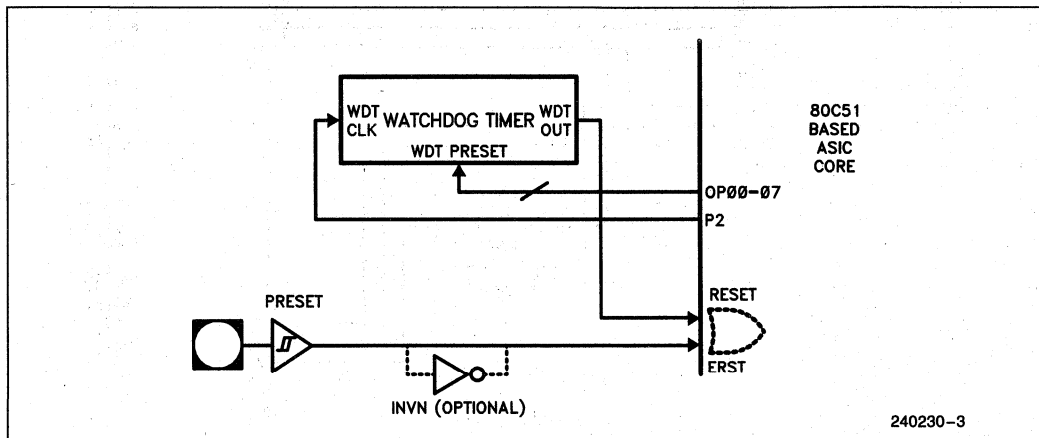 WDT CLK
WATCHDOG TIMER
WDT OUT
WDT PRESET
80C51
BASED
ASIC
CORE
OP00-07
P2
PRESET
RESET
ERST
INVN (OPTIONAL)
240230-3